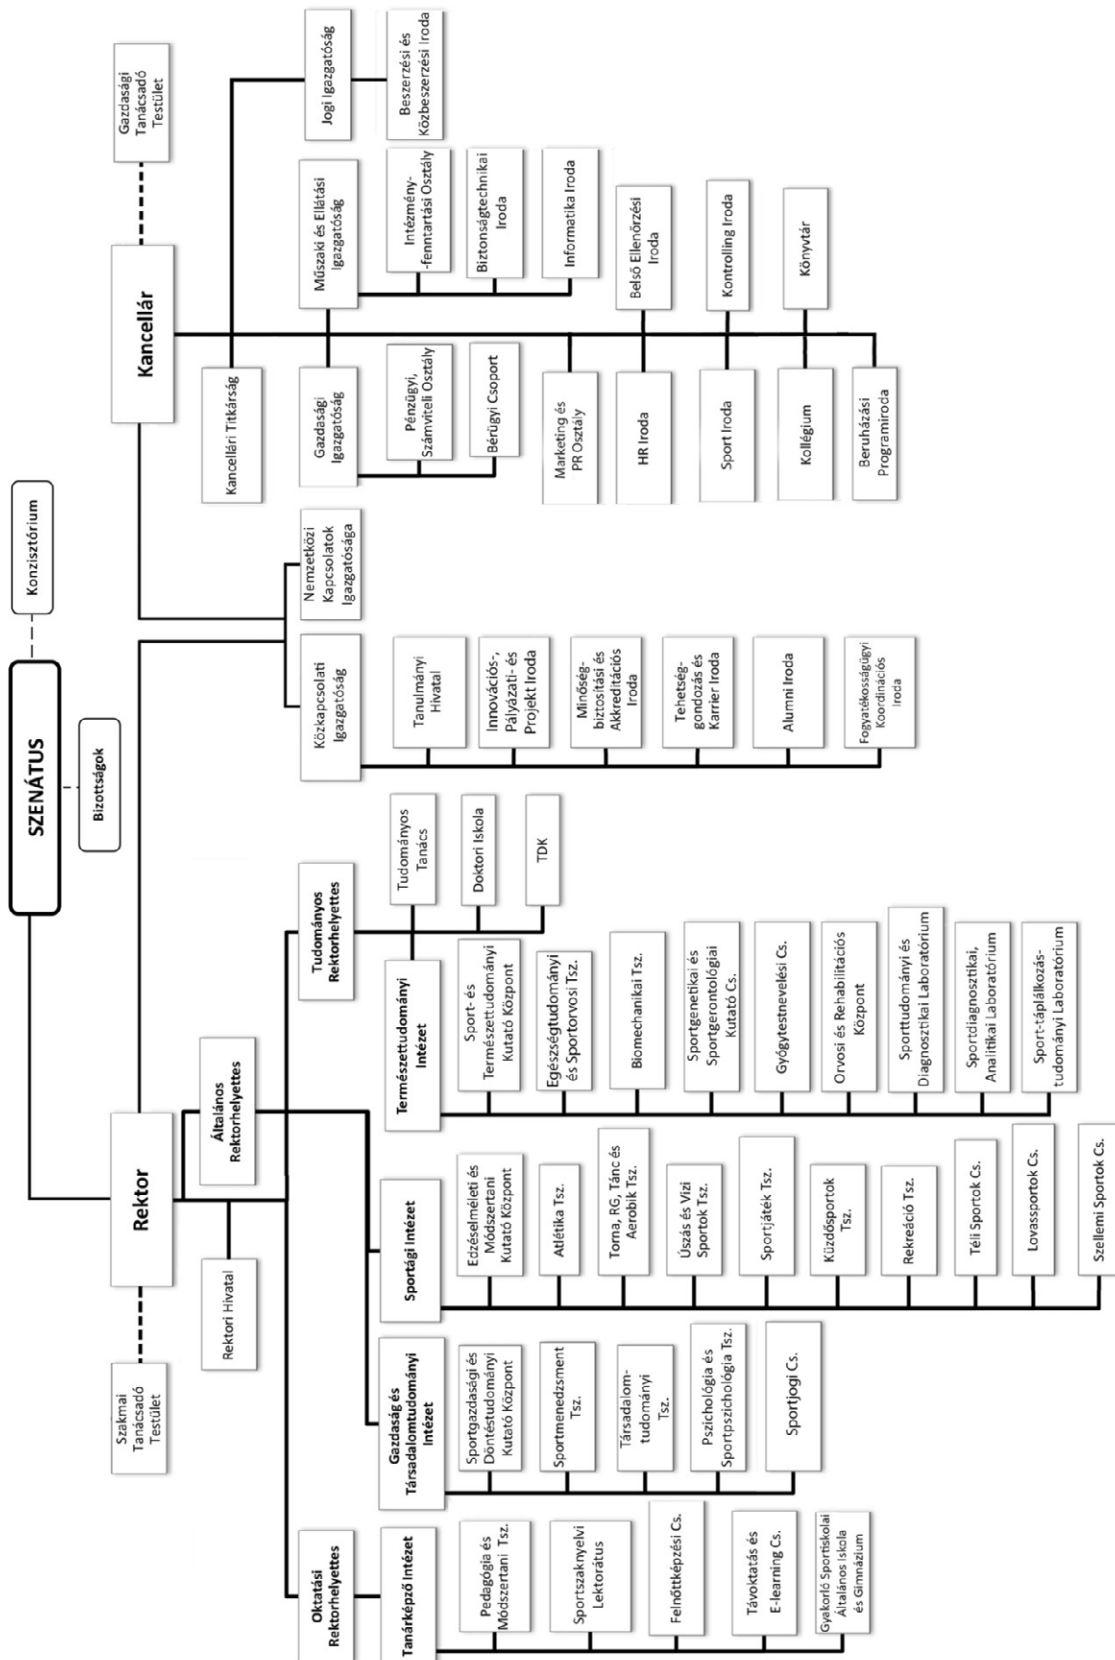 SZENÁTUS
Konzisztórium
Bizottságok
Szakmai
Tanácsadó
Testület
Rektor
Kancellár
Gazdasági
Tanácsadó
Testület
Rektori Hivatal
Általános
Rektorhelyettes
Kancellári Titkárság
Oktatási
Rektorhelyettes
Tudományos
Rektorhelyettes
Közkapcsolati
Igazgatóság
Nemzetközi
Kapcsolatok
Igazgatósága
Gazdasági
Igazgatóság
Műszaki és Ellátási
Igazgatóság
Jogi Igazgatóság
Tanárképző Intézet
Pedagógia és
Módszertani Tsz.
Sportszaknyelvi
Lektorátus
Felnőttképzési Cs.
Távoktatás és
E-learning Cs.
Gyakorló Sportiskolai
Általános Iskola
és Gimnázium
Gazdaság és
Társadalomtudományi
Intézet
Sportgazdasági és
Döntéstudományi
Kutató Központ
Sportmenedzsment
Tsz.
Társadalom-
tudományi
Tsz.
Pszichológia és
Sportpszichológia Tsz.
Sportjogi Cs.
Sportági Intézet
Edzéselméleti és
Módszertani
Kutató Központ
Atlétika Tsz.
Torna, RG, Tánc és
Aerobik Tsz.
Úszás és Vizi
Sportok Tsz.
Sportjáték Tsz.
Küzdősportok
Tsz.
Rekreáció Tsz.
Téli Sportok Cs.
Lovassportok Cs.
Szellemi Sportok Cs.
Természettudományi
Intézet
Sport- és
Természettudományi
Kutató Központ
Egészségtudományi
és Sportorvosi Tsz.
Biomechanikai Tsz.
Sportgenetikai és
Sportgerontológiai
Kutató Cs.
Gyógytestnevelési Cs.
Orvosi és Rehabilitációs
Központ
Sporttudományi és
Diagnosztikai Laboratórium
Sportdiagnosztikai,
Analitikai Laboratórium
Sport-táplálkozás-
tudományi Laboratórium
Tudományos
Tanács
Doktori Iskola
TDK
Tanulmányi
Hivatal
Innovációs-,
Pályázati- és
Projekt Iroda
Minőség-
biztosítási és
Akkreditációs
Iroda
Tehetség-
gondozás és
Karrier Iroda
Alumni Iroda
Fogyatékosságügyi
Koordinációs
Iroda
Pénzügyi,
Számviteli Osztály
Bérügyi Csoport
Intézmény-
-fenntartási Osztály
Biztonságtechnikai
Iroda
Informatika Iroda
Beszerzési és
Közbeszerzési Iroda
Marketing és
PR Osztály
HR Iroda
Belső Ellenőrzési
Iroda
Sport Iroda
Kontrolling Iroda
Kollégium
Könyvtár
Beruházási
Programiroda